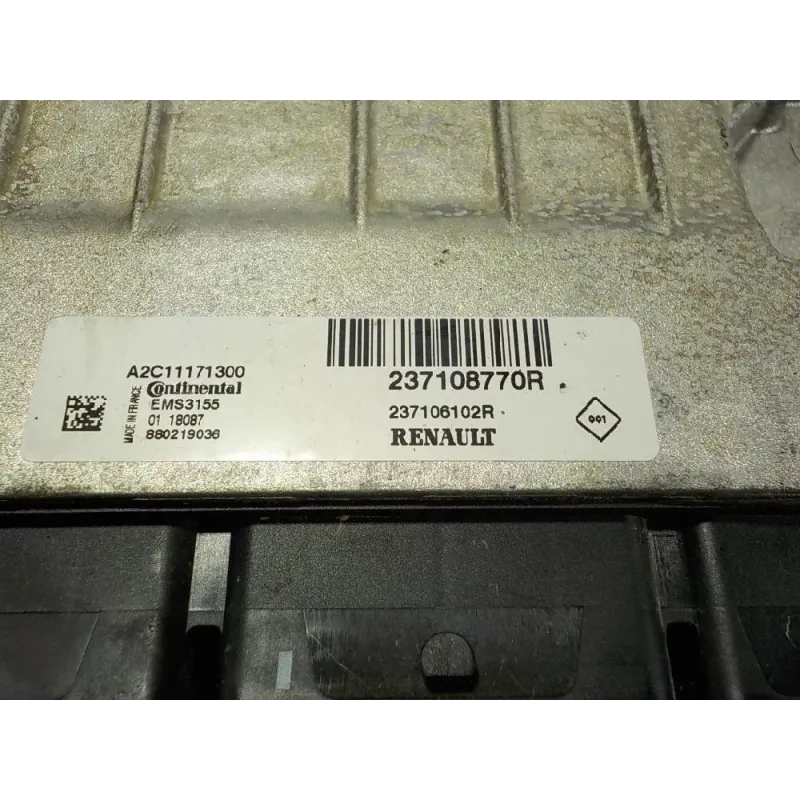 A2C11171300
Continental
EMS3155
01 18087
880219036
MADE IN FRANCE
237108770R
237106102R
RENAULT
001